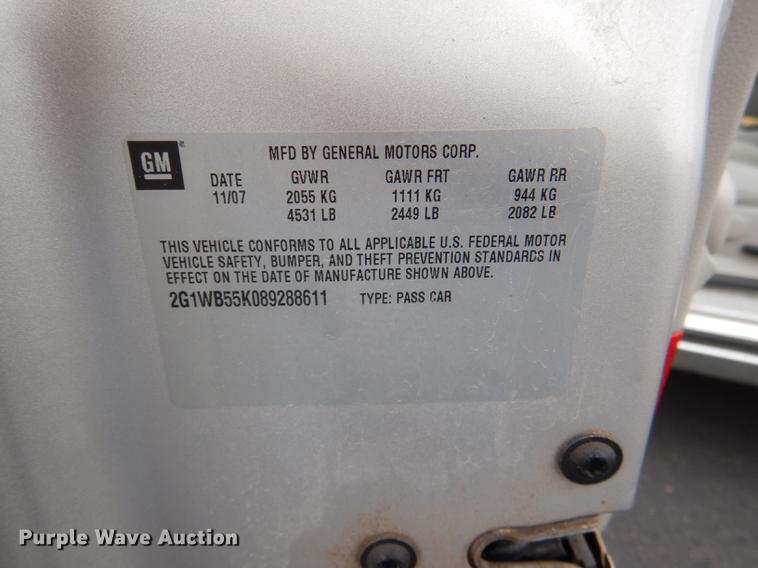 GM
MFD BY GENERAL MOTORS CORP.
DATE GVWR GAWR FRT GAWR RR
11/07 2055 KG 1111 KG 944 KG
4531 LB 2449 LB 2082 LB
THIS VEHICLE CONFORMS TO ALL APPLICABLE U.S. FEDERAL MOTOR
VEHICLE SAFETY, BUMPER, AND THEFT PREVENTION STANDARDS IN
EFFECT ON THE DATE OF MANUFACTURE SHOWN ABOVE.
2G1WB55K089288611 TYPE: PASS CAR
Purple Wave Auction